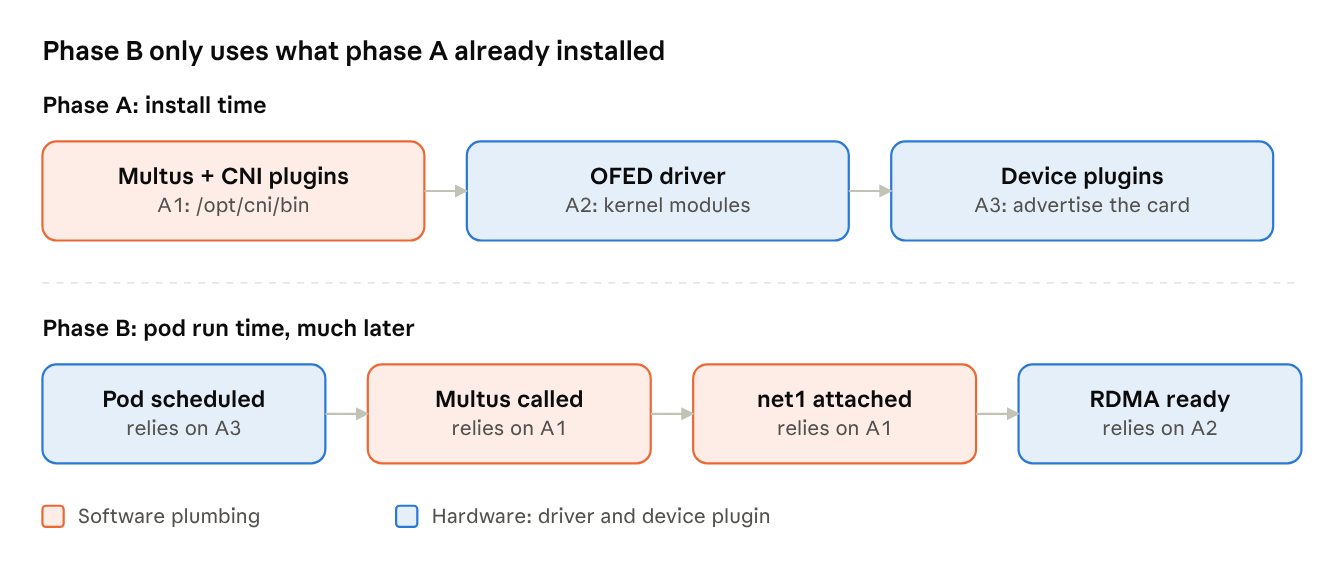 Phase B only uses what phase A already installed
Phase A: install time
Multus + CNI plugins
A1: /opt/cni/bin
OFED driver
A2: kernel modules
Device plugins
A3: advertise the card
Phase B: pod run time, much later
Pod scheduled
relies on A3
Multus called
relies on A1
net1 attached
relies on A1
RDMA ready
relies on A2
Software plumbing
Hardware: driver and device plugin